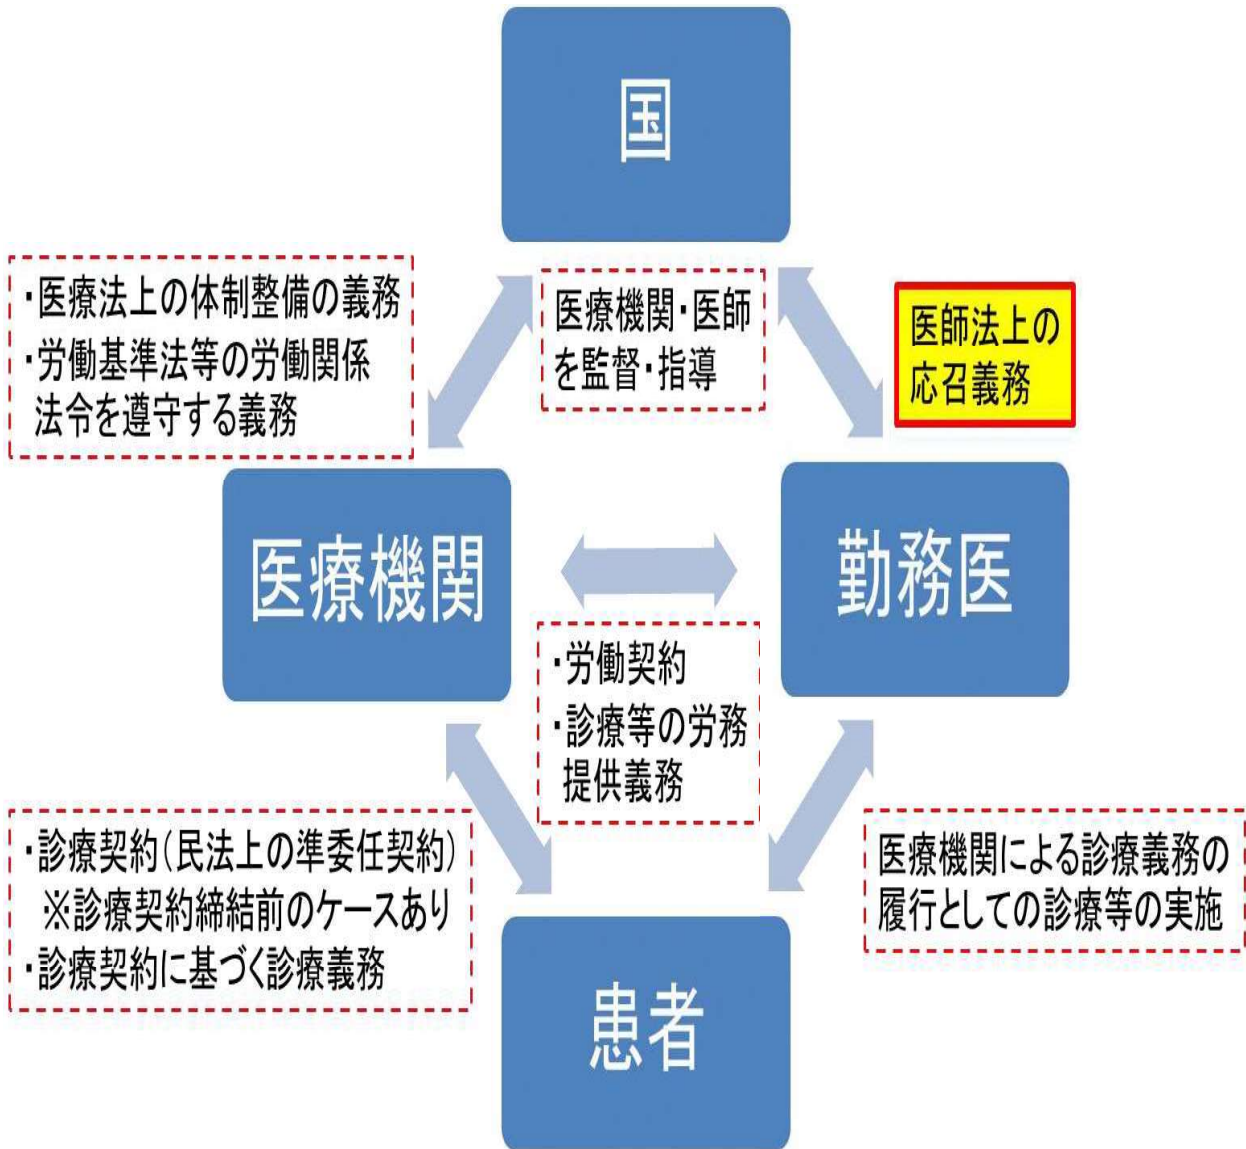 国
・医療法上の体制整備の義務
・労働基準法等の労働関係
法令を遵守する義務
医療機関・医師
を監督・指導
医師法上の
応召義務
医療機関
勤務医
・労働契約
・診療等の労務
提供義務
・診療契約(民法上の準委任契約)
※診療契約締結前のケースあり
・診療契約に基づく診療義務
医療機関による診療義務の
履行としての診療等の実施
患者